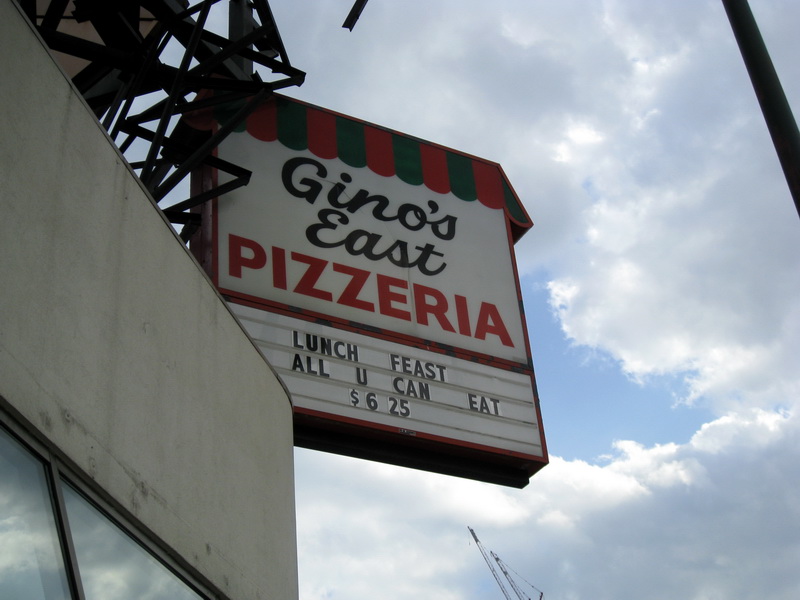 Gino's
East
PIZZERIA
LUNCH FEAST
ALL U CAN EAT
$6 25